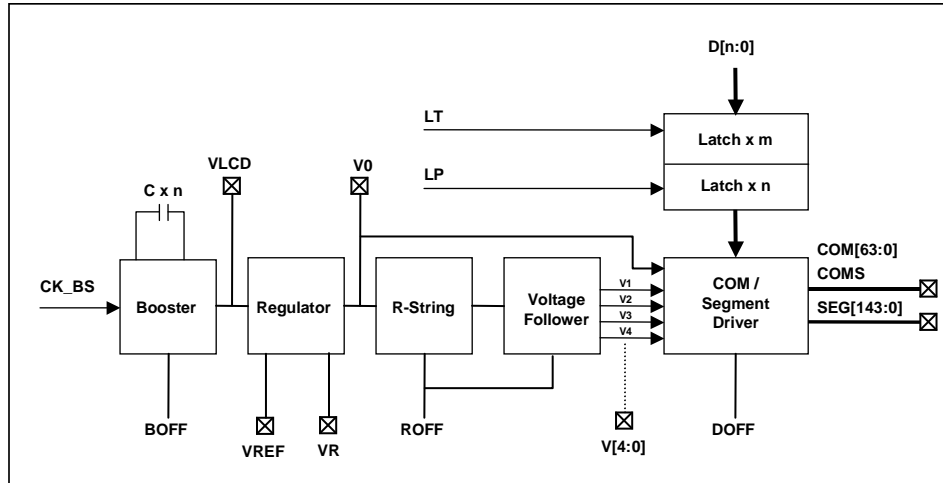 D[n:0]
LT
Latch x m
VLCD
V0
LP
Latch x n
C x n
COM[63:0]
COMS
CK_BS
Booster
Regulator
R-String
Voltage
Follower
V1
V2
V3
V4
COM /
Segment
Driver
SEG[143:0]
BOFF
VREF
VR
ROFF
V[4:0]
DOFF